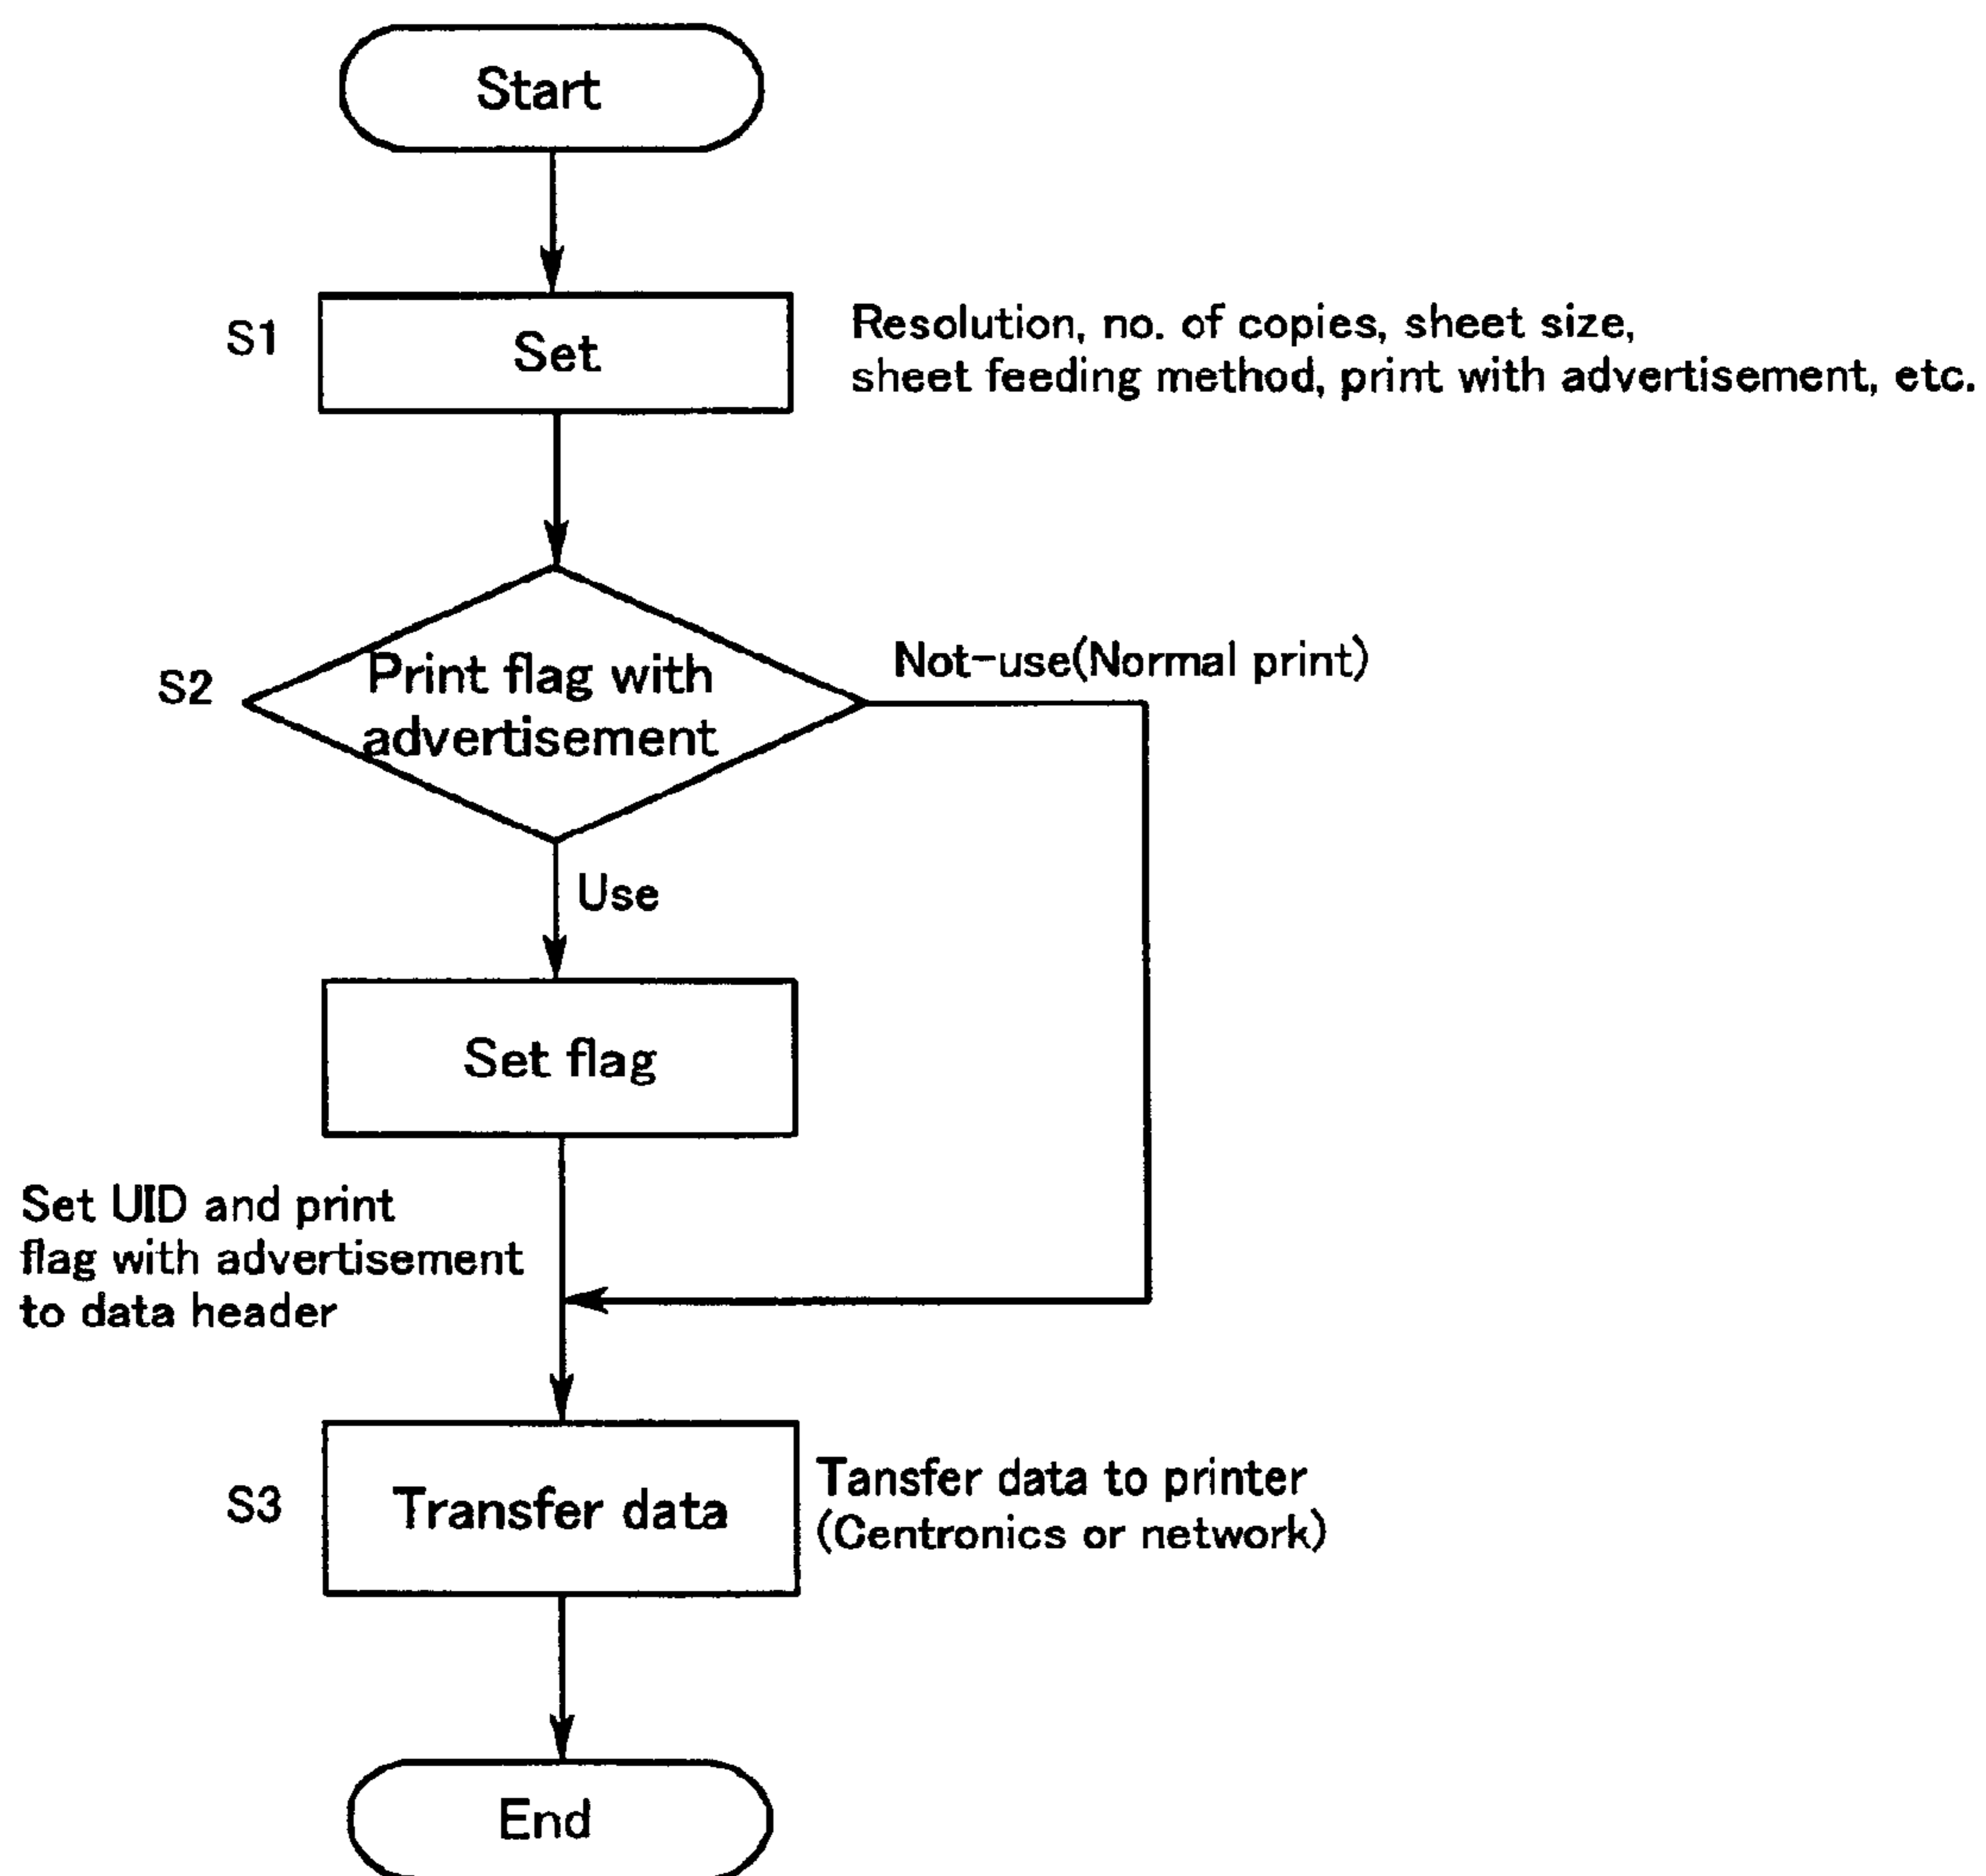 Start
S1
Set
Resolution, no. of copies, sheet size,
sheet feeding method, print with advertisement, etc.
S2
Print flag with
advertisement
Not-use(Normal print)
Use
Set flag
Set UID and print
flag with advertisement
to data header
S3
Transfer data
Tansfer data to printer
(Centronics or network)
End